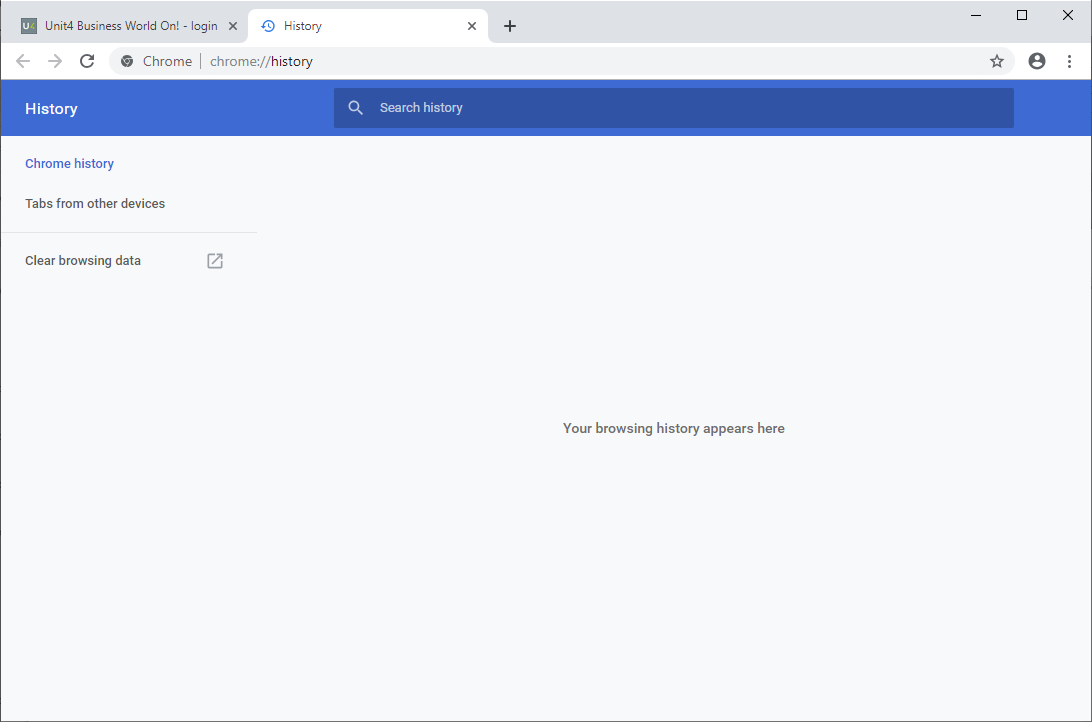 U4 Unit4 Business World On! - login
History
Chrome
chrome://history
History
Search history
Chrome history
Tabs from other devices
Clear browsing data
Your browsing history appears here